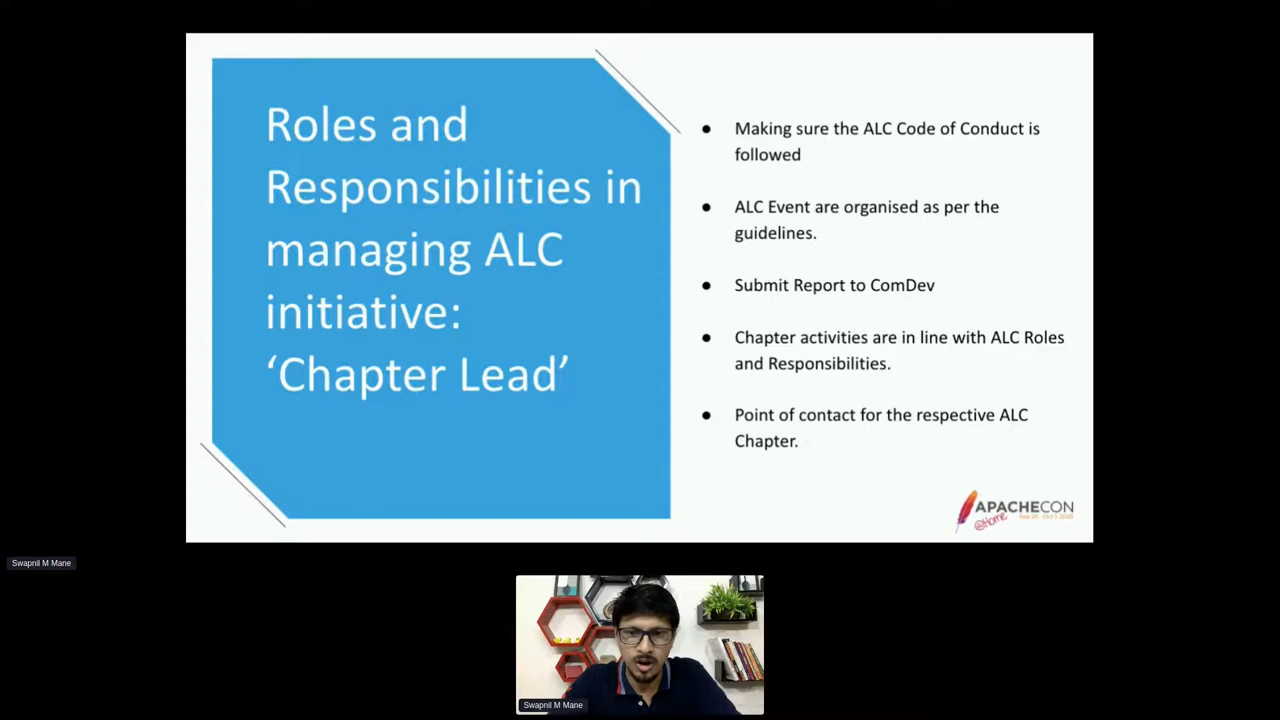 Roles and
Responsibilities in
managing ALC
initiative:
‘Chapter Lead’
● Making sure the ALC Code of Conduct is
followed
● ALC Event are organised as per the
guidelines.
● Submit Report to ComDev
● Chapter activities are in line with ALC Roles
and Responsibilities.
● Point of contact for the respective ALC
Chapter.
APACHECON
@Home
Swapnil M Mane
Swapnil M Mane